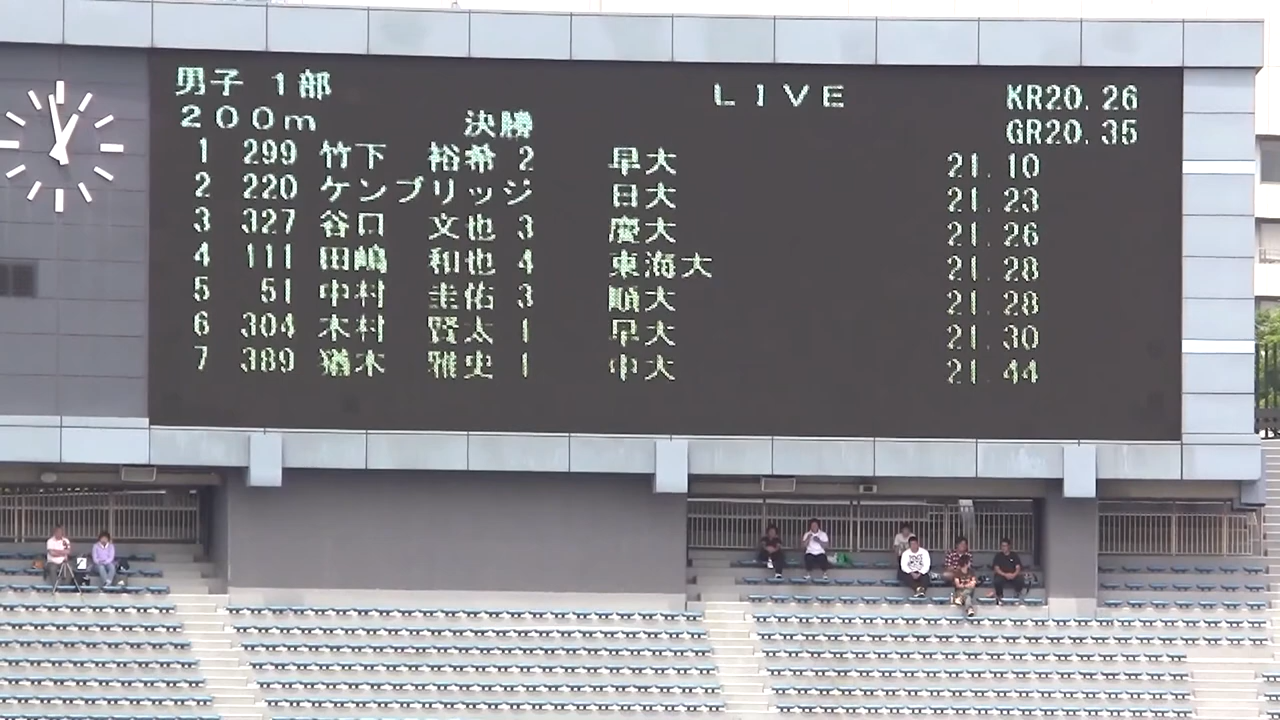 男子 1部 LIVE KR20.26
200m 決勝 GR20.35
1 299 竹下 裕希 2 早大 21.10
2 220 ケンブリッジ 日大 21.23
3 327 谷口 文也 3 慶大 21.26
4 111 田嶋 和也 4 東海大 21.28
5 51 中村 圭佑 3 順大 21.28
6 304 木村 賢太 1 早大 21.30
7 389 猶木 雅史 1 中大 21.44